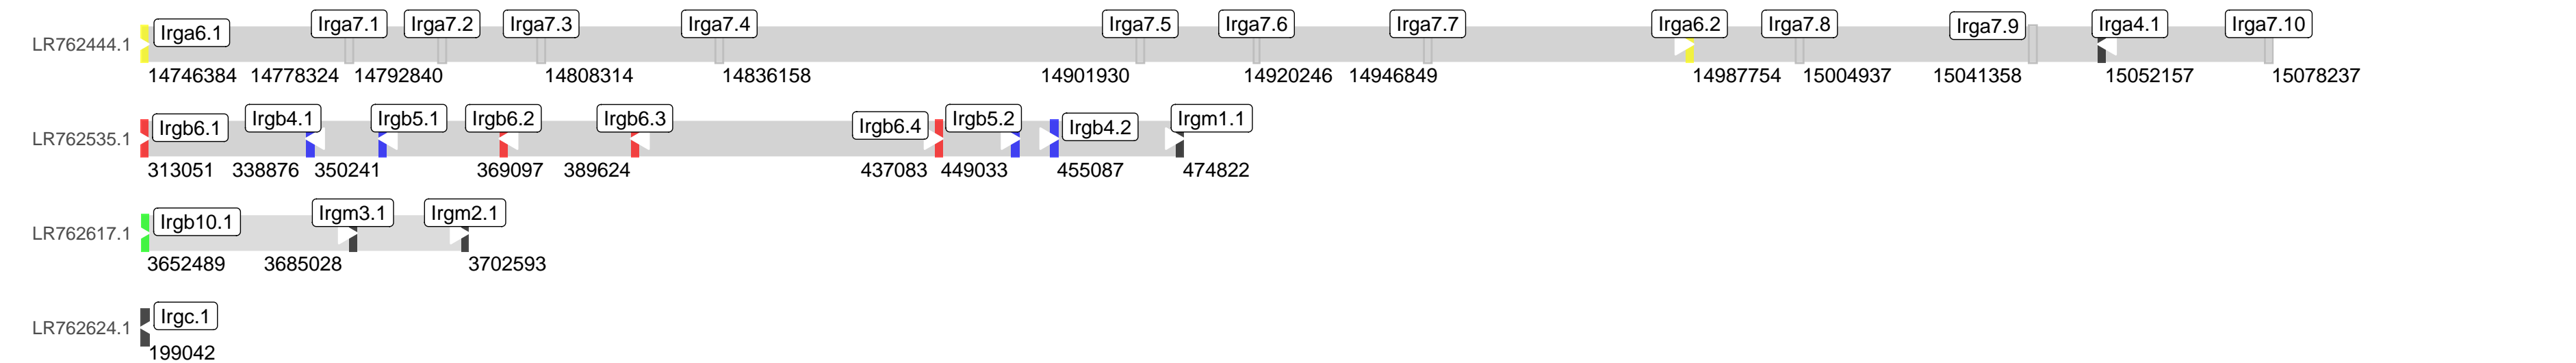 Irga6.1 Irga7.1 Irga7.2 Irga7.3 Irga7.4 Irga7.5 Irga7.6 Irga7.7 Irga6.2 Irga7.8 Irga7.9 Irga4.1 Irga7.10
LR762444.1
14746384 14778324 14792840 14808314 14836158 14901930 14920246 14946849 14987754 15004937 15041358 15052157 15078237
Irgb6.1 Irgb4.1 Irgb5.1 Irgb6.2 Irgb6.3 Irgb6.4 Irgb5.2 Irgb4.2 Irgm1.1
LR762535.1
313051 338876 350241 369097 389624 437083 449033 455087 474822
Irgb10.1 Irgm3.1 Irgm2.1
LR762617.1
3652489 3685028 3702593
Irgc.1
LR762624.1
199042